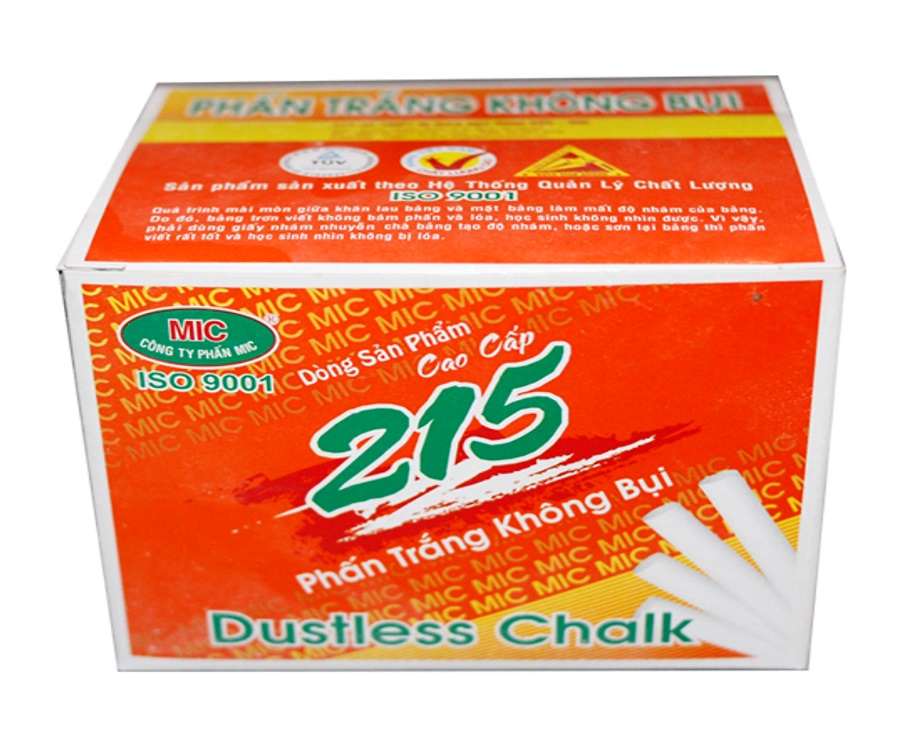 PHẤN TRẮNG KHÔNG BỤI
TÜV
Sản phẩm sản xuất theo Hệ Thống Quản Lý Chất Lượng
ISO 9001
Quá trình mài mòn giữa khăn lau bảng và mặt bảng làm mất độ nhám của bảng.
Do đó, bảng trơn viết không bám phấn và lóa, học sinh không nhìn được. Vì vậy,
phải dùng giấy nhám nhuyễn chà bảng tạo độ nhám, hoặc sơn lại bảng thì phấn
viết rất tốt và học sinh nhìn không bị lóa.
MIC
CÔNG TY PHẤN MIC
ISO 9001
Dòng Sản Phẩm
Cao Cấp
215
Phấn Trắng Không Bụi
Dustless Chalk